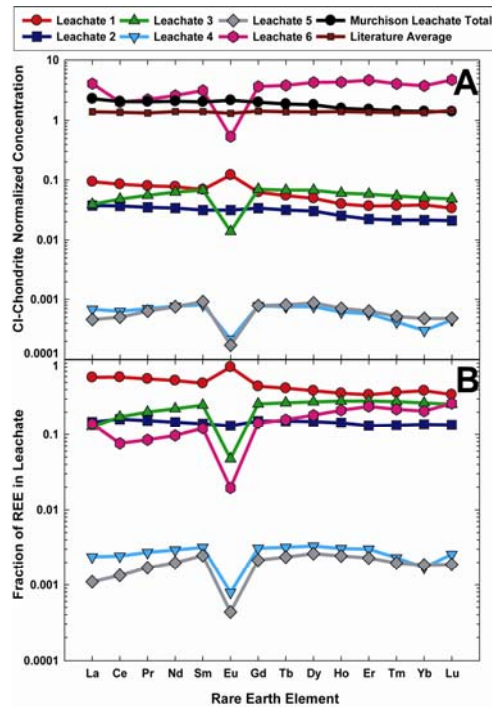 Leachate 1 Leachate 3 Leachate 5 Murchison Leachate Total
Leachate 2 Leachate 4 Leachate 6 Literature Average
A
CI-Chondrite Normalized Concentration
10
1
0.1
0.01
0.001
0.0001
B
Fraction of REE in Leachate
1
0.1
0.01
0.001
0.0001
La Ce Pr Nd Sm Eu Gd Tb Dy Ho Er Tm Yb Lu
Rare Earth Element